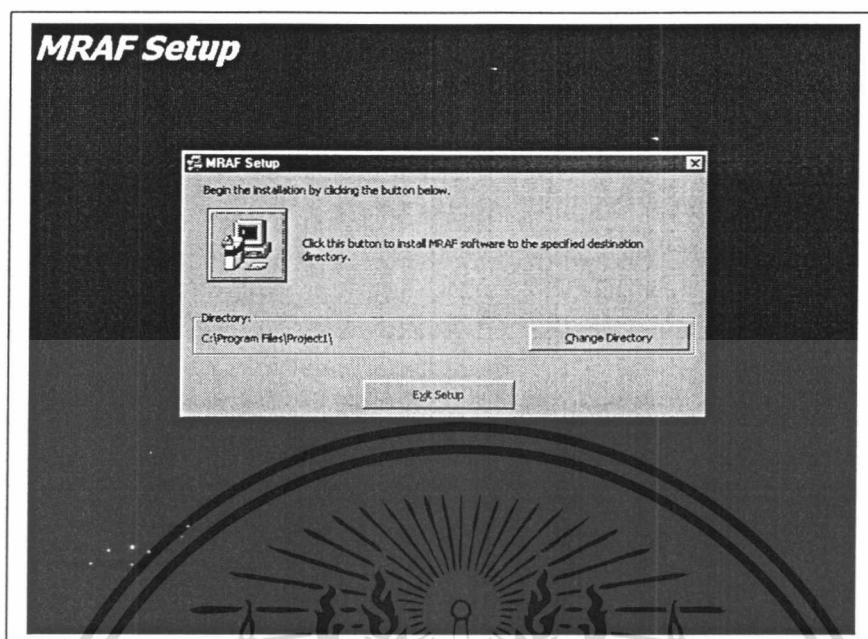 MRAF Setup
MRAF Setup
Begin the installation by clicking the button below.
Click this button to install MRAF software to the specified destination
directory.
Directory:
C:\Program Files\Project1\
Change Directory
Exit Setup